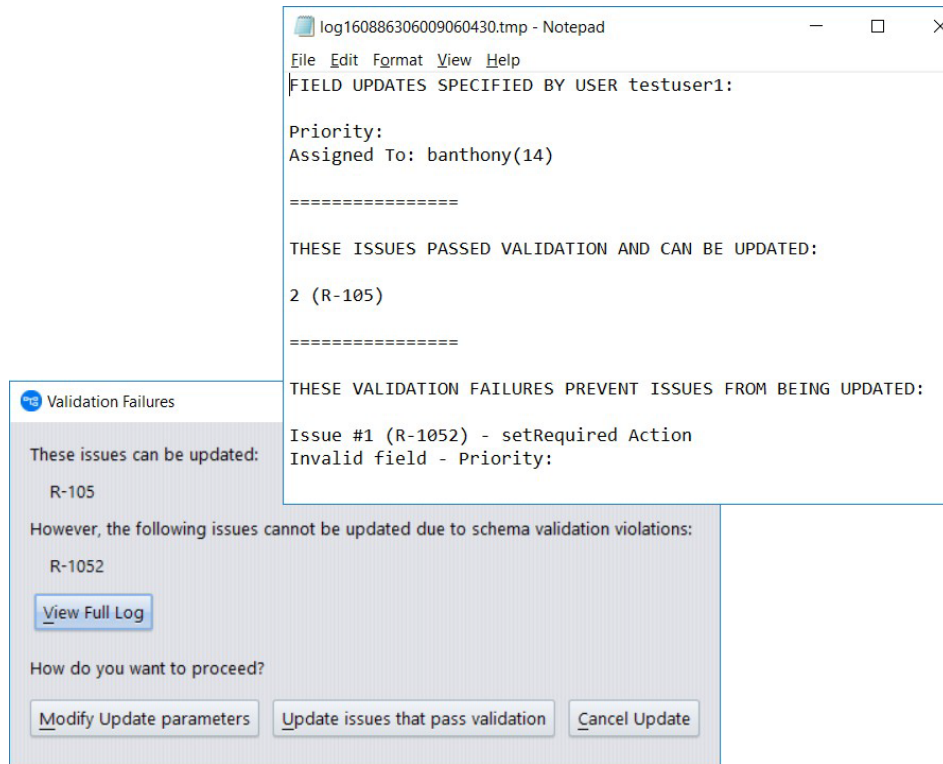 log160886306009060430.tmp - Notepad
File Edit Format View Help
FIELD UPDATES SPECIFIED BY USER testuser1:
Priority:
Assigned To: banthony(14)
================
THESE ISSUES PASSED VALIDATION AND CAN BE UPDATED:
2 (R-105)
================
THESE VALIDATION FAILURES PREVENT ISSUES FROM BEING UPDATED:
Issue #1 (R-1052) - setRequired Action
Invalid field - Priority:
Validation Failures
These issues can be updated:
R-105
However, the following issues cannot be updated due to schema validation violations:
R-1052
View Full Log
How do you want to proceed?
Modify Update parameters Update issues that pass validation Cancel Update